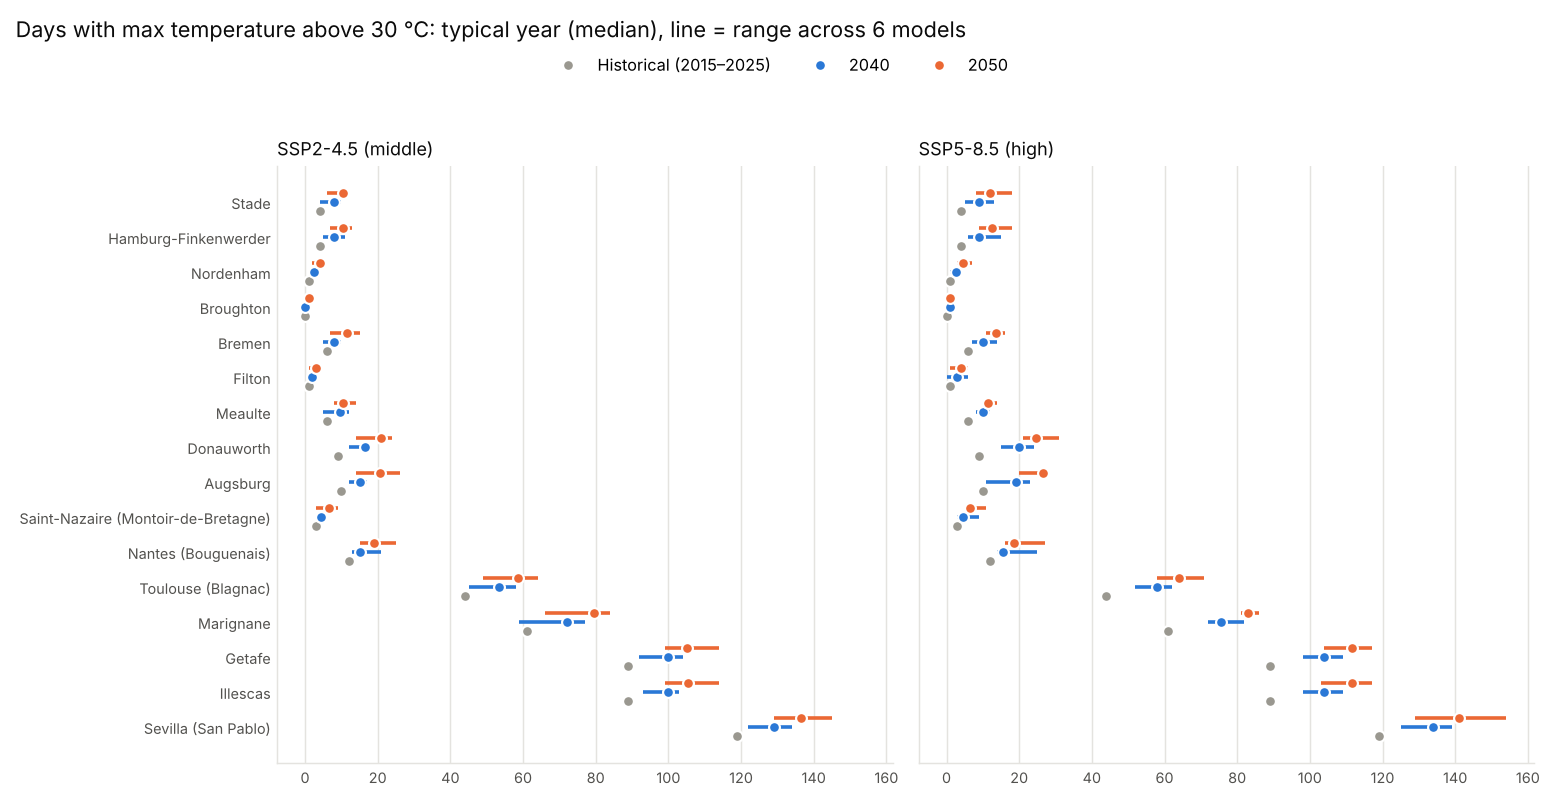 Days with max temperature above 30 °C: typical year (median), line = range across 6 models
Historical (2015–2025) 2040 2050
SSP2-4.5 (middle) SSP5-8.5 (high)
Stade
Hamburg-Finkenwerder
Nordenham
Broughton
Bremen
Filton
Meaulte
Donauworth
Augsburg
Saint-Nazaire (Montoir-de-Bretagne)
Nantes (Bouguenais)
Toulouse (Blagnac)
Marignane
Getafe
Illescas
Sevilla (San Pablo)
0 20 40 60 80 100 120 140 160 0 20 40 60 80 100 120 140 160